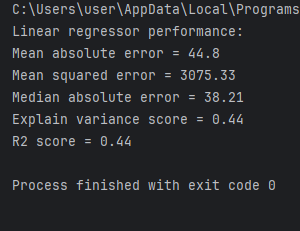 C:\Users\user\AppData\Local\Programs
Linear regressor performance:
Mean absolute error = 44.8
Mean squared error = 3075.33
Median absolute error = 38.21
Explain variance score = 0.44
R2 score = 0.44
Process finished with exit code 0